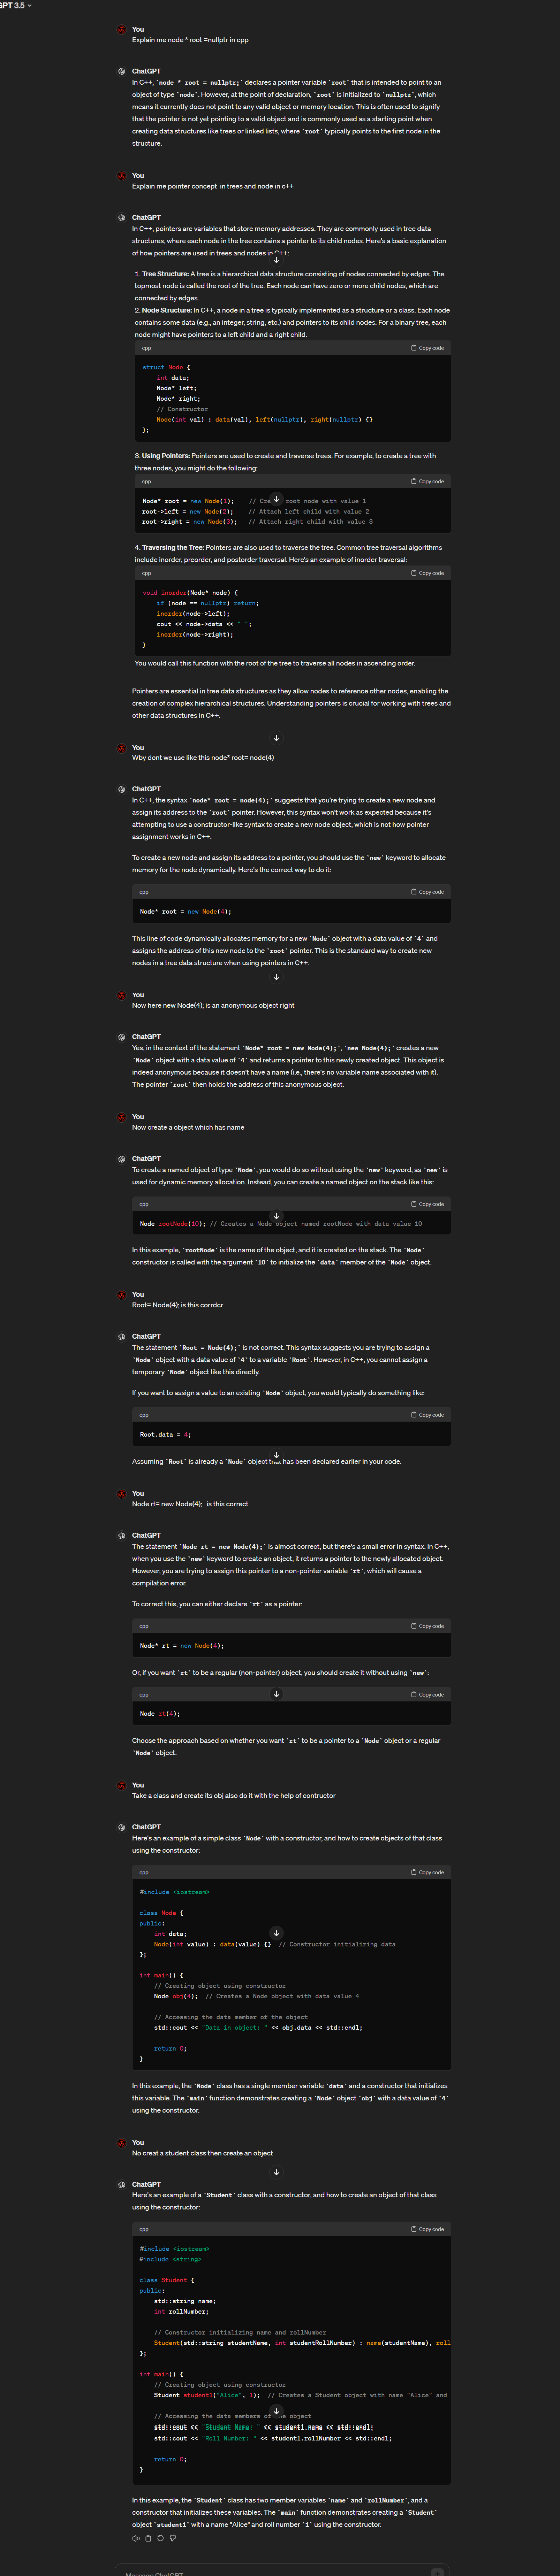 GPT 3.5
You
Explain me node * root =nullptr in cpp
ChatGPT
In C++, `node * root = nullptr;` declares a pointer variable `root` that is intended to point to an
object of type `node`. However, at the point of declaration, `root` is initialized to `nullptr`, which
means it currently does not point to any valid object or memory location. This is often used to signify
that the pointer is not yet pointing to a valid object and is commonly used as a starting point when
creating data structures like trees or linked lists, where `root` typically points to the first node in the
structure.
You
Explain me pointer concept in trees and node in c++
ChatGPT
In C++, pointers are variables that store memory addresses. They are commonly used in tree data
structures, where each node in the tree contains a pointer to its child nodes. Here's a basic explanation
of how pointers are used in trees and nodes in C++:
1. Tree Structure: A tree is a hierarchical data structure consisting of nodes connected by edges. The
topmost node is called the root of the tree. Each node can have zero or more child nodes, which are
connected by edges.
2. Node Structure: In C++, a node in a tree is typically implemented as a structure or a class. Each node
contains some data (e.g., an integer, string, etc.) and pointers to its child nodes. For a binary tree, each
node might have pointers to a left child and a right child.
cpp
Copy code
struct Node {
int data;
Node* left;
Node* right;
// Constructor
Node(int val) : data(val), left(nullptr), right(nullptr) {}
};
3. Using Pointers: Pointers are used to create and traverse trees. For example, to create a tree with
three nodes, you might do the following:
cpp
Copy code
Node* root = new Node(1); // Cre root node with value 1
root->left = new Node(2); // Attach left child with value 2
root->right = new Node(3); // Attach right child with value 3
4. Traversing the Tree: Pointers are also used to traverse the tree. Common tree traversal algorithms
include inorder, preorder, and postorder traversal. Here's an example of inorder traversal:
cpp
Copy code
void inorder(Node* node) {
if (node == nullptr) return;
inorder(node->left);
cout << node->data << " ";
inorder(node->right);
}
You would call this function with the root of the tree to traverse all nodes in ascending order.
Pointers are essential in tree data structures as they allow nodes to reference other nodes, enabling the
creation of complex hierarchical structures. Understanding pointers is crucial for working with trees and
other data structures in C++.
You
Why dont we use like this node* root= node(4)
ChatGPT
In C++, the syntax `node* root = node(4);` suggests that you're trying to create a new node and
assign its address to the `root` pointer. However, this syntax won't work as expected because it's
attempting to use a constructor-like syntax to create a new node object, which is not how pointer
assignment works in C++.
To create a new node and assign its address to a pointer, you should use the `new` keyword to allocate
memory for the node dynamically. Here's the correct way to do it:
cpp
Copy code
Node* root = new Node(4);
This line of code dynamically allocates memory for a new `Node` object with a data value of `4` and
assigns the address of this new node to the `root` pointer. This is the standard way to create new
nodes in a tree data structure when using pointers in C++.
You
Now here new Node(4); is an anonymous object right
ChatGPT
Yes, in the context of the statement `Node* root = new Node(4);`, `new Node(4);` creates a new
`Node` object with a data value of `4` and returns a pointer to this newly created object. This object is
indeed anonymous because it doesn't have a name (i.e., there's no variable name associated with it).
The pointer `root` then holds the address of this anonymous object.
You
Now create a object which has name
ChatGPT
To create a named object of type `Node`, you would do so without using the `new` keyword, as `new` is
used for dynamic memory allocation. Instead, you can create a named object on the stack like this:
cpp
Copy code
Node rootNode(10); // Creates a Node object named rootNode with data value 10
In this example, `rootNode` is the name of the object, and it is created on the stack. The `Node`
constructor is called with the argument `10` to initialize the `data` member of the `Node` object.
You
Root= Node(4); is this corrdcr
ChatGPT
The statement `Root = Node(4);` is not correct. This syntax suggests you are trying to assign a
`Node` object with a data value of `4` to a variable `Root`. However, in C++, you cannot assign a
temporary `Node` object like this directly.
If you want to assign a value to an existing `Node` object, you would typically do something like:
cpp
Copy code
Root.data = 4;
Assuming `Root` is already a `Node` object that has been declared earlier in your code.
You
Node rt= new Node(4); is this correct
ChatGPT
The statement `Node rt = new Node(4);` is almost correct, but there's a small error in syntax. In C++,
when you use the `new` keyword to create an object, it returns a pointer to the newly allocated object.
However, you are trying to assign this pointer to a non-pointer variable `rt`, which will cause a
compilation error.
To correct this, you can either declare `rt` as a pointer:
cpp
Copy code
Node* rt = new Node(4);
Or, if you want `rt` to be a regular (non-pointer) object, you should create it without using `new`:
cpp
Copy code
Node rt(4);
Choose the approach based on whether you want `rt` to be a pointer to a `Node` object or a regular
`Node` object.
You
Take a class and create its obj also do it with the help of contructor
ChatGPT
Here's an example of a simple class `Node` with a constructor, and how to create objects of that class
using the constructor:
cpp
Copy code
#include <iostream>
class Node {
public:
int data;
Node(int value) : data(value) {} // Constructor initializing data
};
int main() {
// Creating object using constructor
Node obj(4); // Creates a Node object with data value 4
// Accessing the data member of the object
std::cout << "Data in object: " << obj.data << std::endl;
return 0;
}
In this example, the `Node` class has a single member variable `data` and a constructor that initializes
this variable. The `main` function demonstrates creating a `Node` object `obj` with a data value of `4`
using the constructor.
You
No creat a student class then create an object
ChatGPT
Here's an example of a `Student` class with a constructor, and how to create an object of that class
using the constructor:
cpp
Copy code
#include <iostream>
#include <string>
class Student {
public:
std::string name;
int rollNumber;
// Constructor initializing name and rollNumber
Student(std::string studentName, int studentRollNumber) : name(studentName), roll
};
int main() {
// Creating object using constructor
Student student1("Alice", 1); // Creates a Student object with name "Alice" and
// Accessing the data members of the object
std::cout << "Student Name: " << student1.name << std::endl;
std::cout << "Roll Number: " << student1.rollNumber << std::endl;
return 0;
}
In this example, the `Student` class has two member variables `name` and `rollNumber`, and a
constructor that initializes these variables. The `main` function demonstrates creating a `Student`
object `student1` with a name "Alice" and roll number `1` using the constructor.
Message ChatGPT